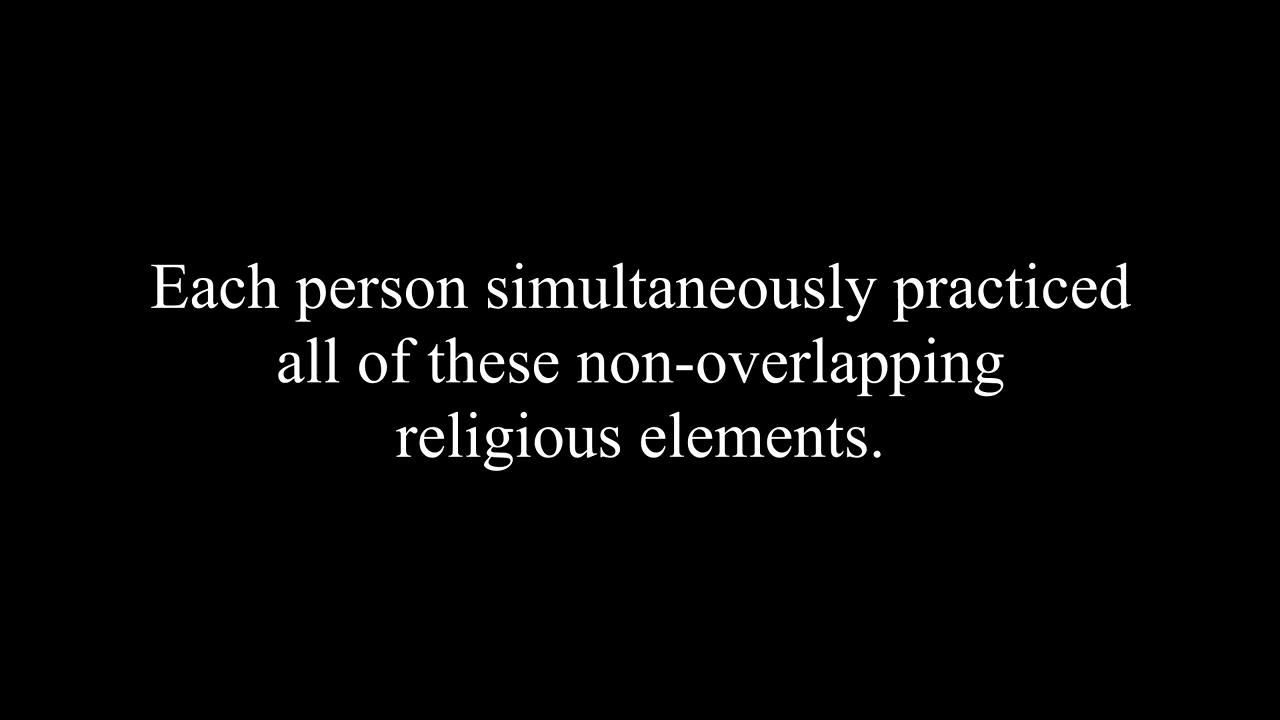 Each person simultaneously practiced
all of these non-overlapping
religious elements.